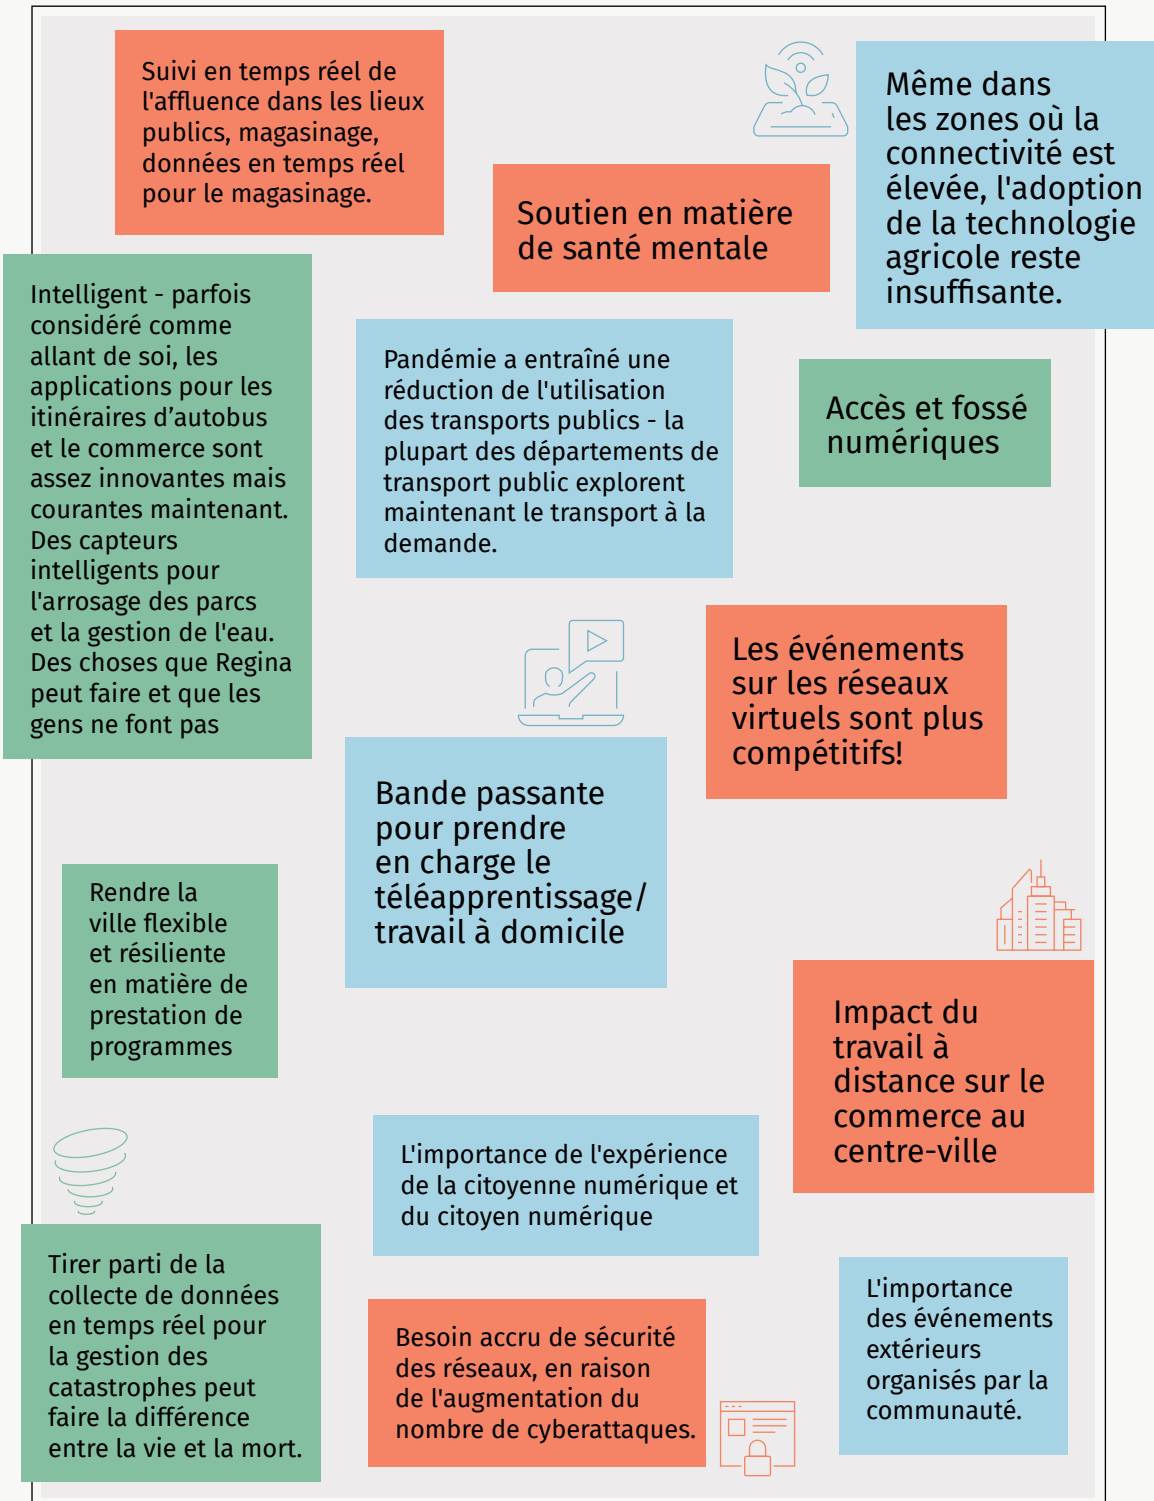 Suivi en temps réel de
l'affluence dans les lieux
publics, magasinage,
données en temps réel
pour le magasinage.
Soutien en matière
de santé mentale
Même dans
les zones où la
connectivité est
élevée, l'adoption
de la technologie
agricole reste
insuffisante.
Intelligent - parfois
considéré comme
allant de soi, les
applications pour les
itinéraires d’autobus
et le commerce sont
assez innovantes mais
courantes maintenant.
Des capteurs
intelligents pour
l'arrosage des parcs
et la gestion de l'eau.
Des choses que Regina
peut faire et que les
gens ne font pas
Pandémie a entraîné une
réduction de l'utilisation
des transports publics - la
plupart des départements de
transport public explorent
maintenant le transport à la
demande.
Accès et fossé
numériques
Les événements
sur les réseaux
virtuels sont plus
compétitifs!
Bande passante
pour prendre
en charge le
téléapprentissage/
travail à domicile
Rendre la
ville flexible
et résiliente
en matière de
prestation de
programmes
Impact du
travail à
distance sur le
commerce au
centre-ville
L'importance de l'expérience
de la citoyenne numérique et
du citoyen numérique
Tirer parti de la
collecte de données
en temps réel pour
la gestion des
catastrophes peut
faire la différence
entre la vie et la mort.
Besoin accru de sécurité
des réseaux, en raison
de l'augmentation du
nombre de cyberattaques.
L'importance
des événements
extérieurs
organisés par la
communauté.